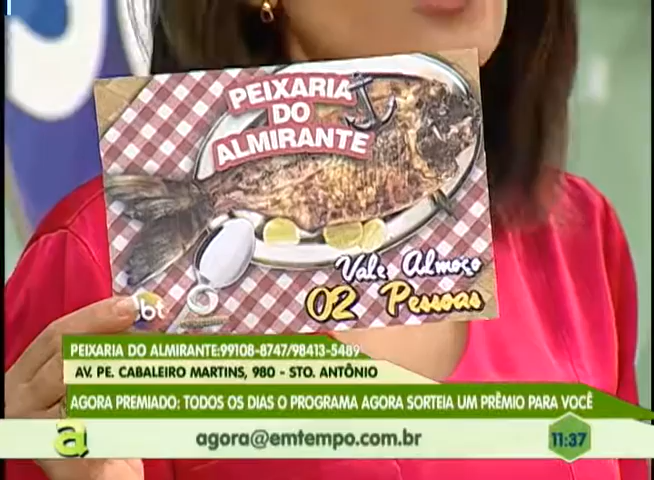 PEIXARIA
DO
ALMIRANTE
Vale Almoço
02 Pessoas
sbt
PEIXARIA DO ALMIRANTE:99108-8747/98413-5489
AV. PE. CABALEIRO MARTINS, 980 - STO. ANTÔNIO
AGORA PREMIADO: TODOS OS DIAS O PROGRAMA AGORA SORTEIA UM PRÊMIO PARA VOCÊ
a
agora@emtempo.com.br
11:37